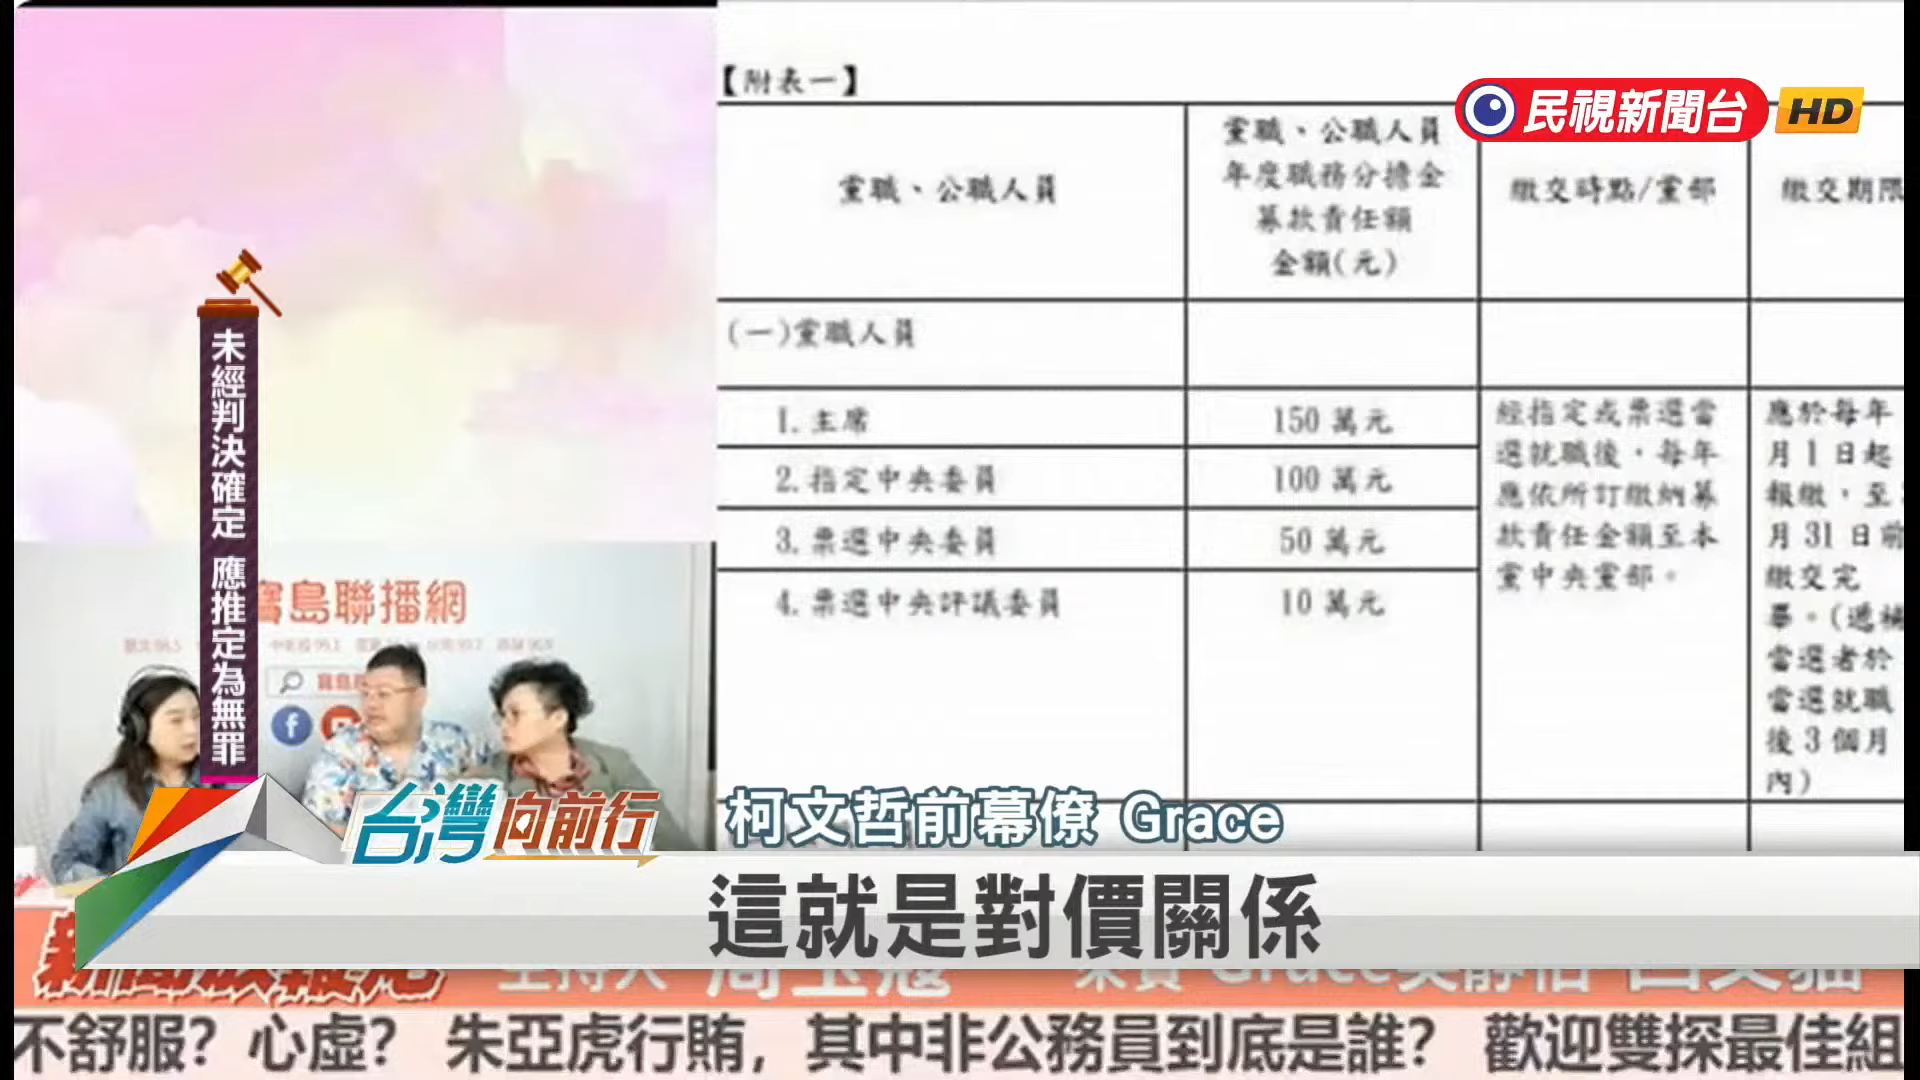 【附表一】
民視新聞台 HD
黨職、公職人員
黨職、公職人員
年度職務分擔金
募款責任額
金額(元)
繳交時點/黨部
繳交期限
(一)黨職人員
1.主席
150 萬元
2.指定中央委員
100 萬元
3.票選中央委員
50 萬元
4.票選中央評議委員
10 萬元
經指定或票選當
選就職後，每年
應依所訂繳納募
款責任金額至本
黨中央黨部。
應於每年
月 1 日起
報繳，至
月 31 日前
繳交完
畢。(遞補
當選者於
當選就職
後 3 個月
內)
未經判決確定 應推定為無罪
寶島聯播網
台灣向前行
柯文哲前幕僚 Grace
這就是對價關係
不舒服？心虛？ 朱亞虎行賄，其中非公務員到底是誰？ 歡迎雙探最佳組